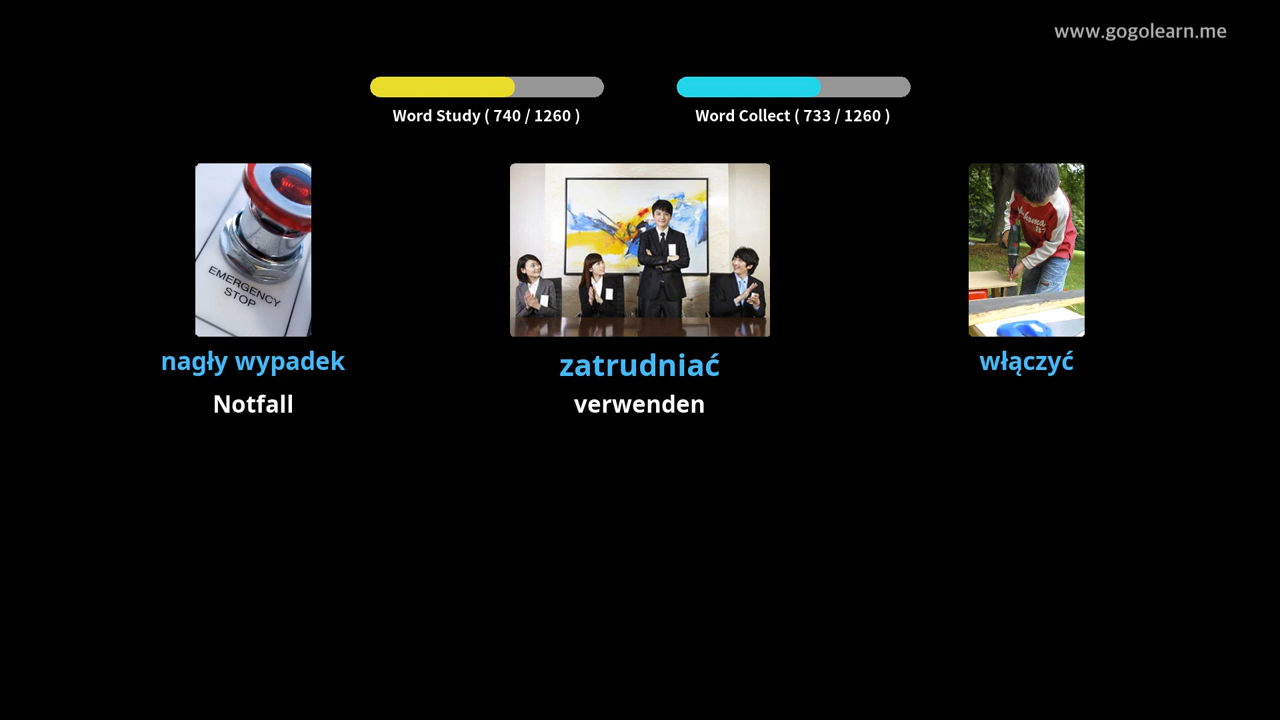 www.gogolearn.me
Word Study ( 740 / 1260 )
Word Collect ( 733 / 1260 )
EMERGENCY
STOP
nagły wypadek
zatrudniać
włączyć
Notfall
verwenden